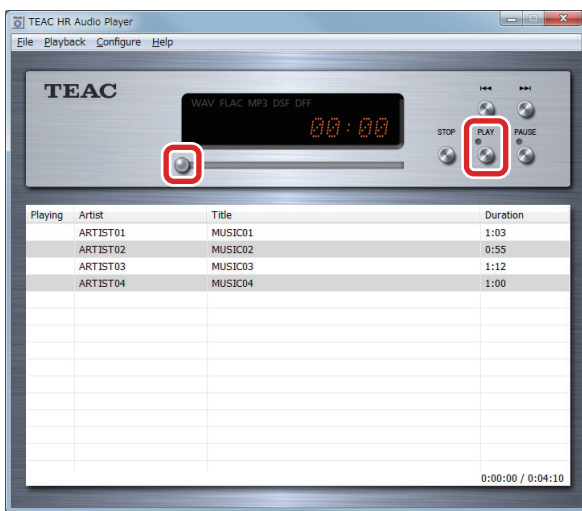 TEAC HR Audio Player
File Playback Configure Help
TEAC
WAV FLAC MP3 DSF DFF
00:00
STOP PLAY PAUSE
Playing Artist Title Duration
ARTIST01 MUSIC01 1:03
ARTIST02 MUSIC02 0:55
ARTIST03 MUSIC03 1:12
ARTIST04 MUSIC04 1:00
0:00:00 / 0:04:10